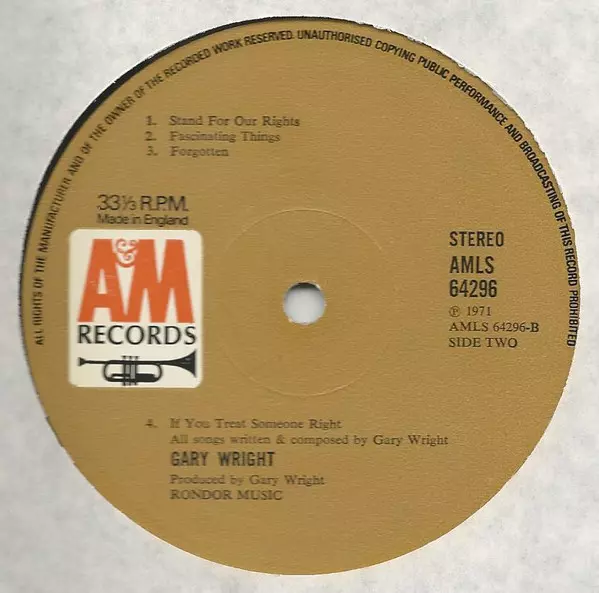 ALL RIGHTS OF THE MANUFACTURER AND OF THE OWNER OF THE RECORDED WORK RESERVED. UNAUTHORISED COPYING PUBLIC PERFORMANCE AND BROADCASTING OF THIS RECORD PROHIBITED
1. Stand For Our Rights
2. Fascinating Things
3. Forgotten
33⅓ R.P.M.
Made in England
A&M
RECORDS
STEREO
AMLS
64296
℗ 1971
AMLS 64296-B
SIDE TWO
4. If You Treat Someone Right
All songs written & composed by Gary Wright
GARY WRIGHT
Produced by Gary Wright
RONDOR MUSIC